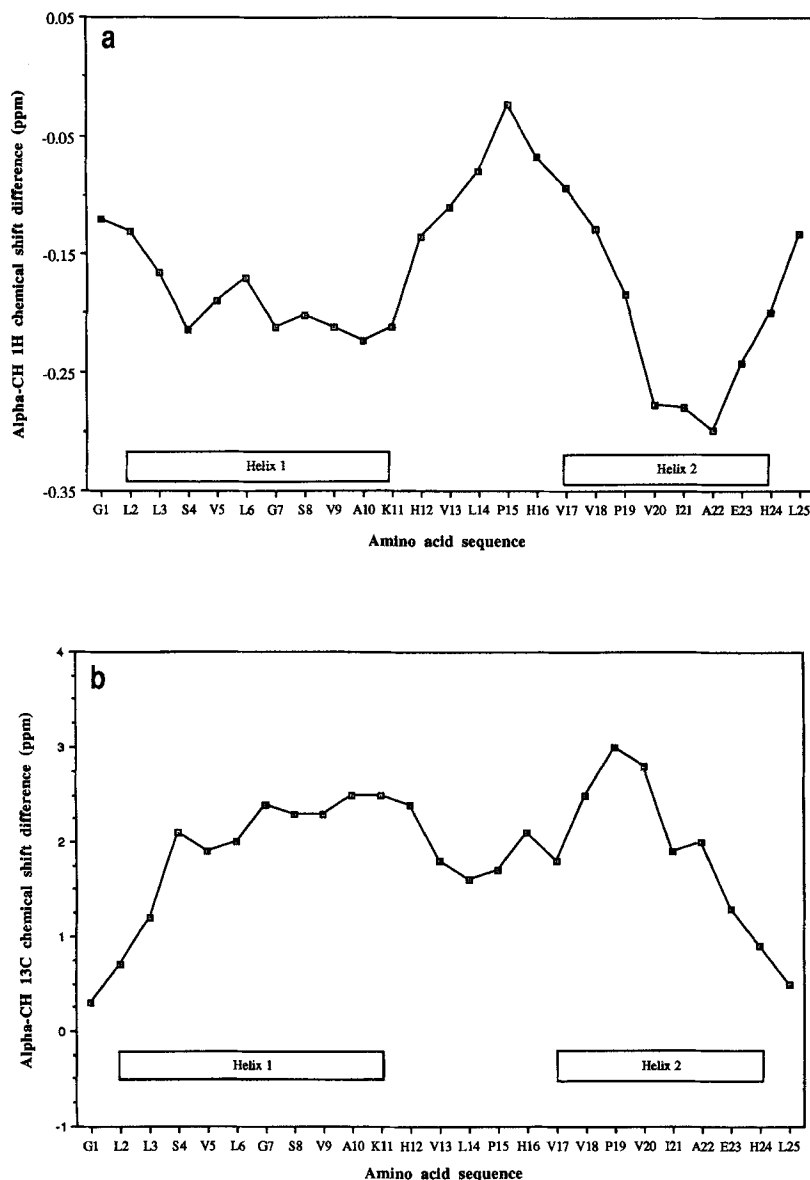 a
Alpha-CH 1H chemical shift difference (ppm)
0.05
-0.05
-0.15
-0.25
-0.35
Helix 1
Helix 2
G1 L2 L3 S4 V5 L6 G7 S8 V9 A10 K11 H12 V13 L14 P15 H16 V17 V18 P19 V20 I21 A22 E23 H24 L25
Amino acid sequence
b
Alpha-CH 13C chemical shift difference (ppm)
4
3
2
1
0
-1
Helix 1
Helix 2
G1 L2 L3 S4 V5 L6 G7 S8 V9 A10 K11 H12 V13 L14 P15 H16 V17 V18 P19 V20 I21 A22 E23 H24 L25
Amino acid sequence